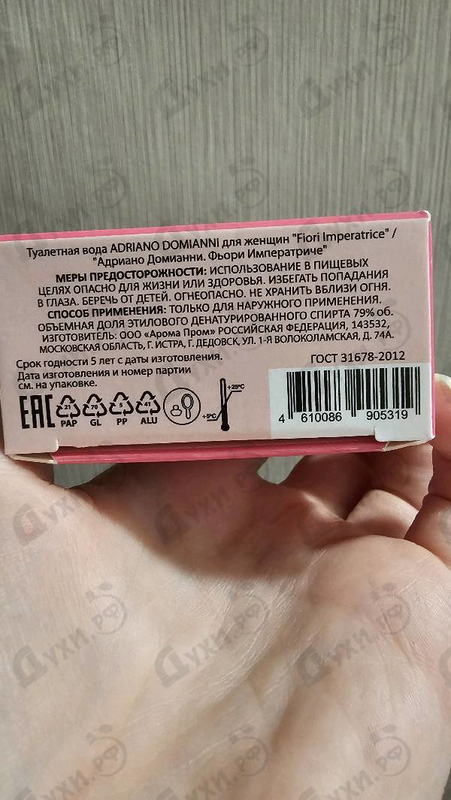 Туалетная вода ADRIANO DOMIANNI для женщин "Fiori Imperatrice" /
"Адриано Домианни. Фьори Императриче"
МЕРЫ ПРЕДОСТОРОЖНОСТИ: ИСПОЛЬЗОВАНИЕ В ПИЩЕВЫХ
ЦЕЛЯХ ОПАСНО ДЛЯ ЖИЗНИ ИЛИ ЗДОРОВЬЯ. ИЗБЕГАТЬ ПОПАДАНИЯ
В ГЛАЗА. БЕРЕЧЬ ОТ ДЕТЕЙ. ОГНЕОПАСНО. НЕ ХРАНИТЬ ВБЛИЗИ ОГНЯ.
СПОСОБ ПРИМЕНЕНИЯ: ТОЛЬКО ДЛЯ НАРУЖНОГО ПРИМЕНЕНИЯ.
ОБЪЕМНАЯ ДОЛЯ ЭТИЛОВОГО ДЕНАТУРИРОВАННОГО СПИРТА 79% об.
ИЗГОТОВИТЕЛЬ: ООО «Арома Пром» РОССИЙСКАЯ ФЕДЕРАЦИЯ, 143532,
МОСКОВСКАЯ ОБЛАСТЬ, Г. ИСТРА, Г. ДЕДОВСК, УЛ. 1-Я ВОЛОКОЛАМСКАЯ, Д. 74А.
Срок годности 5 лет с даты изготовления. ГОСТ 31678-2012
Дата изготовления и номер партии
см. на упаковке.
EAC 21 PAP 70 GL 5 PP 41 ALU +5°C +25°C
4 610086 905319
Духи.РФ